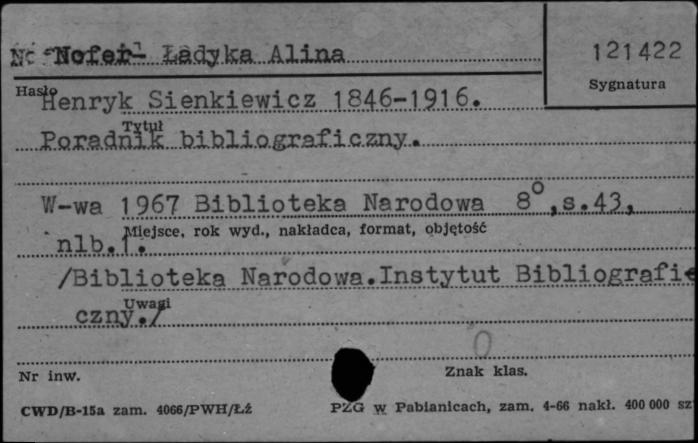 Nofer- Ładyka Alina
121422
Sygnatura
Hasło
Henryk Sienkiewicz 1846-1916.
Tytuł
Poradnik bibliograficzny.
W-wa 1967 Biblioteka Narodowa 8°,s.43,
Miejsce, rok wyd., nakładca, format, objętość
nlb.1.
/Biblioteka Narodowa.Instytut Bibliografi
Uwagi
czny./
0
Nr inw.
Znak klas.
CWD/B-15a zam. 4066/PWH/Łź
PZG w Pabianicach, zam. 4-66 nakł. 400 000 sz